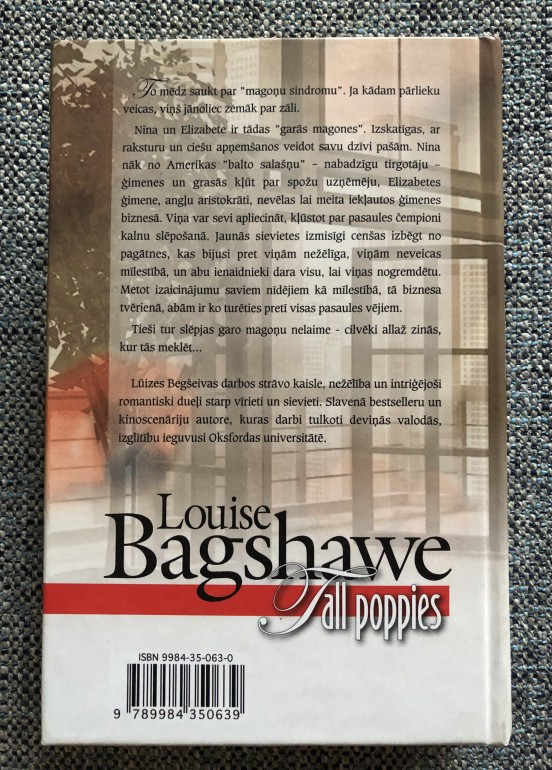 To mēdz saukt par "magoņu sindromu". Ja kādam pārlieku
veicas, viņš jānoliec zemāk par zāli.
Nina un Elizabete ir tādas "garās magones". Izskatīgas, ar
raksturu un ciešu apņemšanos veidot savu dzīvi pašām. Nina
nāk no Amerikas "balto salašņu" – nabadzīgu tirgotāju –
ģimenes un grasās kļūt par spožu uzņēmēju, Elizabetes
ģimene, angļu aristokrāti, nevēlas lai meita iekļautos ģimenes
biznesā. Viņa var sevi apliecināt, kļūstot par pasaules čempioni
kalnu slēpošanā. Jaunās sievietes izmisīgi cenšas izbēgt no
pagātnes, kas bijusi pret viņām nežēlīga, viņām neveicas
mīlestībā, un abu ienaidnieki dara visu, lai viņas nogremdētu.
Metot izaicinājumu saviem nīdējiem kā mīlestībā, tā biznesa
tvērienā, abām ir ko turēties pretī visas pasaules vējiem.
Tieši tur slēpjas garo magoņu nelaime - cilvēki allaž zinās,
kur tās meklēt...
Lūizes Begšeivas darbos strāvo kaisle, nežēlība un intriģējoši
romantiski dueļi starp vīrieti un sievieti. Slavenā bestselleru un
kinoscenāriju autore, kuras darbi tulkoti deviņās valodās,
izglītību ieguvusi Oksfordas universitātē.
Louise
Bagshawe
Tall poppies
ISBN 9984-35-063-0
9 789984 350639